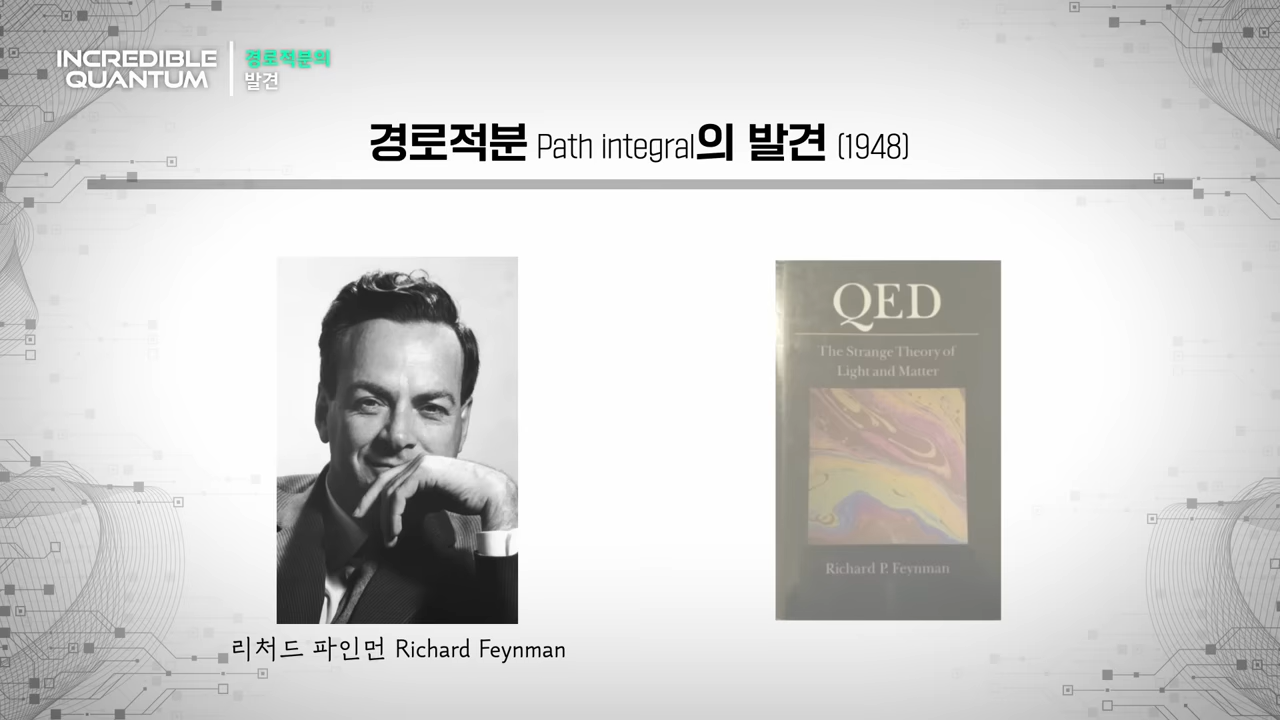 INCREDIBLE
QUANTUM
경로적분의
발견
경로적분 Path integral의 발견 (1948)
QED
The Strange Theory of
Light and Matter
Richard P. Feynman
리처드 파인먼 Richard Feynman